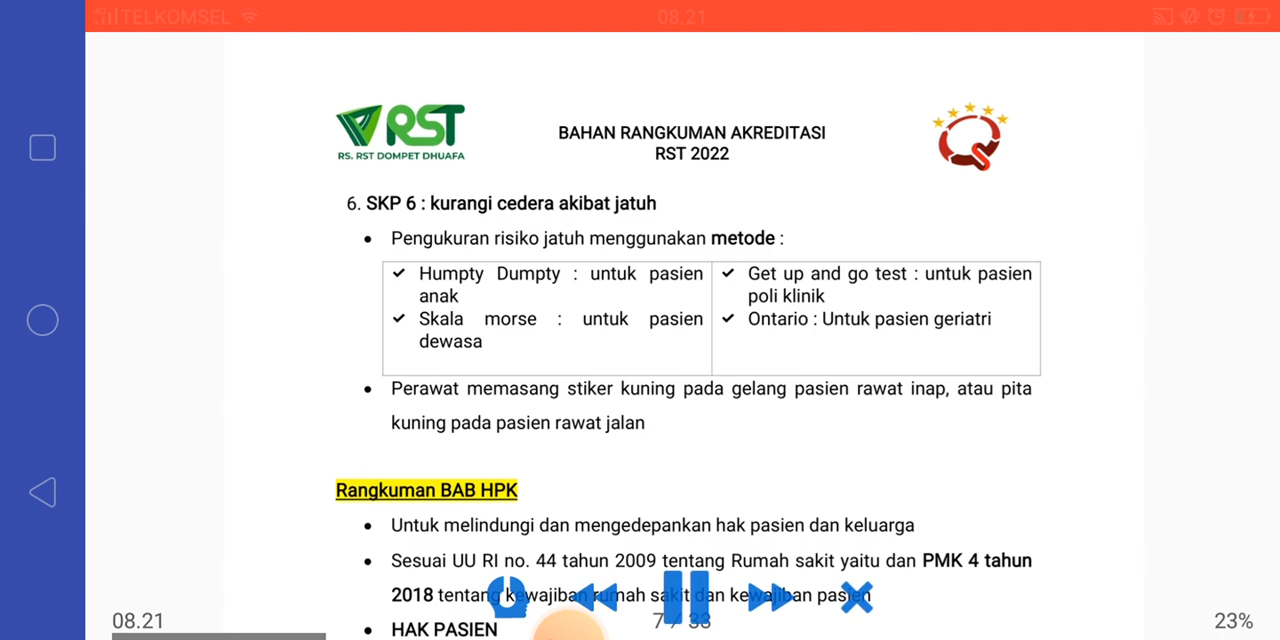 TELKOMSEL 08.21
RST
RS. RST DOMPET DHUAFA
BAHAN RANGKUMAN AKREDITASI
RST 2022
6. SKP 6 : kurangi cedera akibat jatuh
• Pengukuran risiko jatuh menggunakan metode :
✓ Humpty Dumpty : untuk pasien
anak
✓ Skala morse : untuk pasien
dewasa
✓ Get up and go test : untuk pasien
poli klinik
✓ Ontario : Untuk pasien geriatri
• Perawat memasang stiker kuning pada gelang pasien rawat inap, atau pita
kuning pada pasien rawat jalan
Rangkuman BAB HPK
• Untuk melindungi dan mengedepankan hak pasien dan keluarga
• Sesuai UU RI no. 44 tahun 2009 tentang Rumah sakit yaitu dan PMK 4 tahun
2018 tentang kewajiban rumah sakit dan kewajiban pasien
08.21 7 / 33 23%
• HAK PASIEN